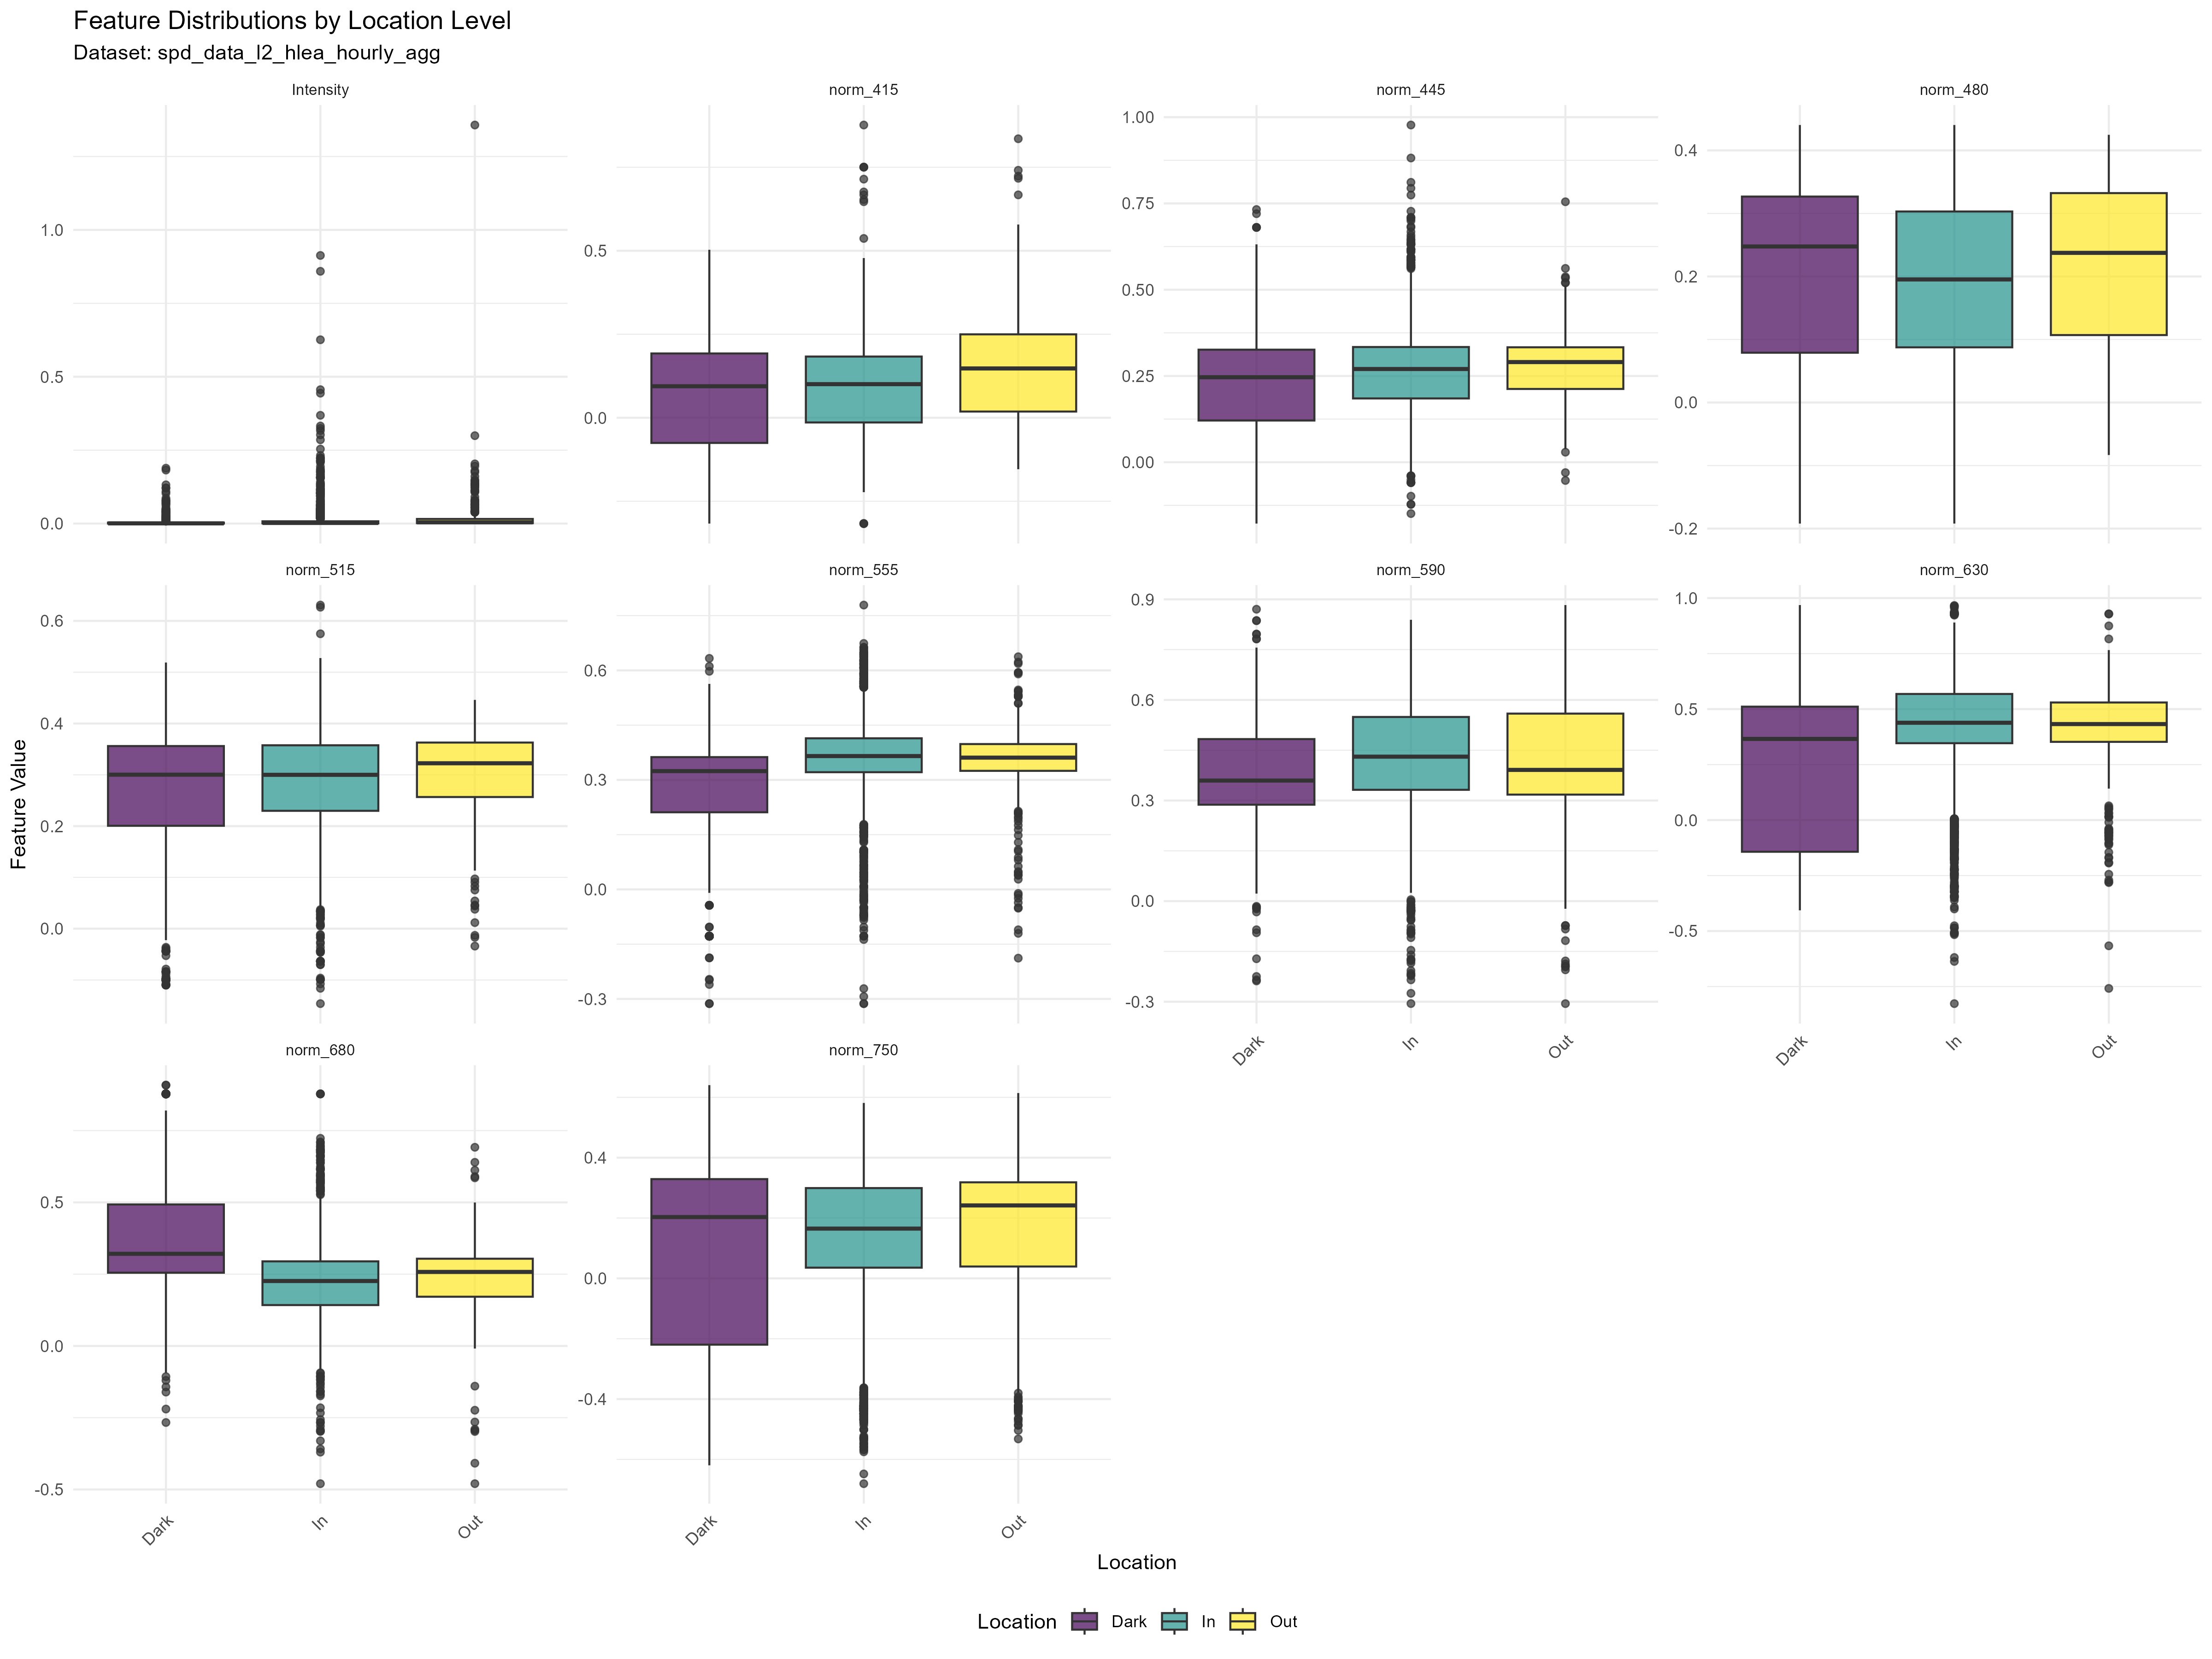 Feature Distributions by Location Level
Dataset: spd_data_l2_hlea_hourly_agg
Intensity
1.0
0.5
0.0
norm_415
0.5
0.0
norm_445
1.00
0.75
0.50
0.25
0.00
norm_480
0.4
0.2
0.0
-0.2
Feature Value
norm_515
0.6
0.4
0.2
0.0
norm_555
0.6
0.3
0.0
-0.3
norm_590
0.9
0.6
0.3
0.0
-0.3
Dark In Out
norm_630
1.0
0.5
0.0
-0.5
Dark In Out
norm_680
0.5
0.0
-0.5
Dark In Out
norm_750
0.4
0.0
-0.4
Dark In Out
Location
Location Dark In Out